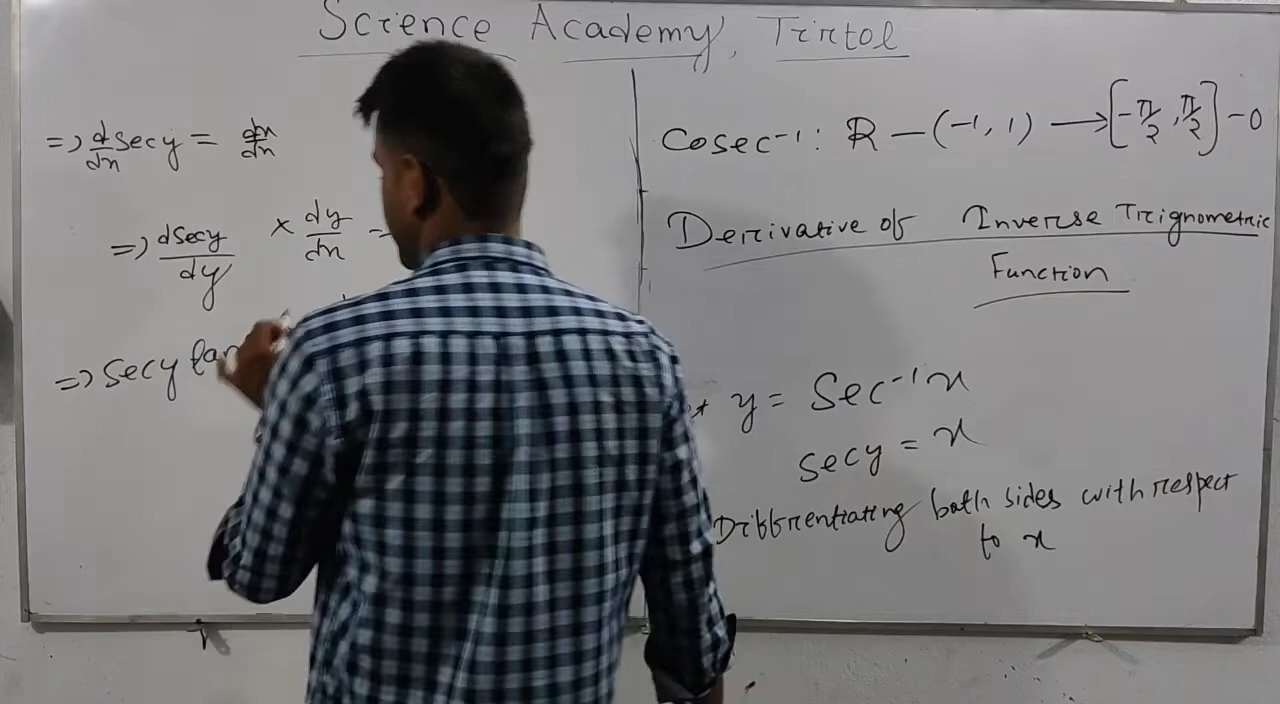 Science Academy, Tirtol
=> d/dx secy = dx/dx
=> dsecy/dy × dy/dx =
=> secy tan
Cosec⁻¹ : R — (-1, 1) → [-π/2, π/2] - 0
Derivative of Inverse Trignometric
Function
y = Sec⁻¹x
secy = x
Differentiating both sides with respect
to x